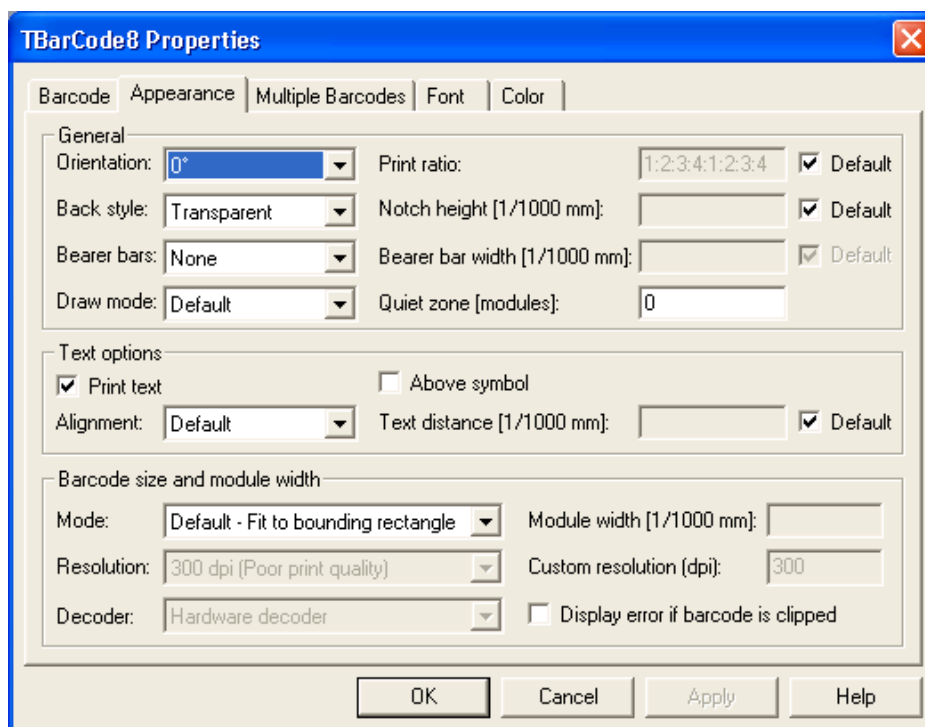 TBarCode8 Properties
Barcode Appearance Multiple Barcodes Font Color
General
Orientation: 0° Print ratio: 1:2:3:4:1:2:3:4 Default
Back style: Transparent Notch height [1/1000 mm]: Default
Bearer bars: None Bearer bar width [1/1000 mm]: Default
Draw mode: Default Quiet zone [modules]: 0
Text options
Print text Above symbol
Alignment: Default Text distance [1/1000 mm]: Default
Barcode size and module width
Mode: Default - Fit to bounding rectangle Module width [1/1000 mm]:
Resolution: 300 dpi (Poor print quality) Custom resolution (dpi): 300
Decoder: Hardware decoder Display error if barcode is clipped
OK Cancel Apply Help